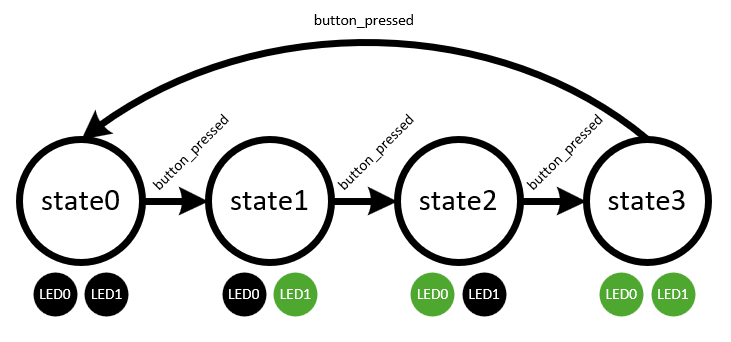 button_pressed
button_pressed
button_pressed
button_pressed
state0
state1
state2
state3
LED0 LED1
LED0 LED1
LED0 LED1
LED0 LED1